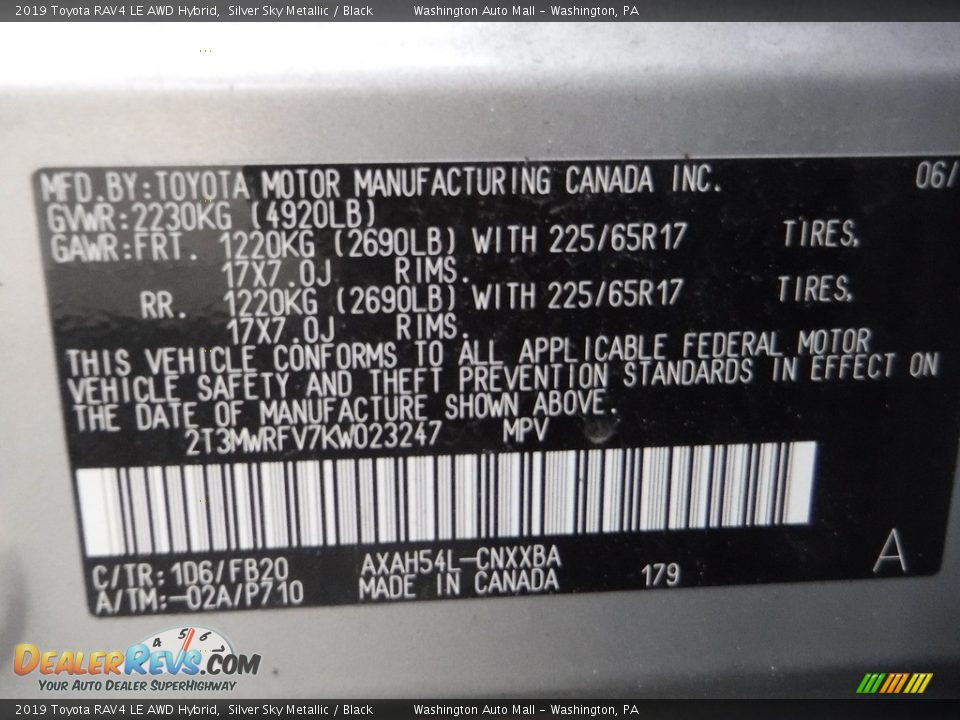 2019 Toyota RAV4 LE AWD Hybrid, Silver Sky Metallic / Black Washington Auto Mall - Washington, PA
MFD.BY:TOYOTA MOTOR MANUFACTURING CANADA INC. 06/
GVWR:2230KG (4920LB)
GAWR:FRT. 1220KG (2690LB) WITH 225/65R17 TIRES,
17X7.0J RIMS.
RR. 1220KG (2690LB) WITH 225/65R17 TIRES,
17X7.0J RIMS.
THIS VEHICLE CONFORMS TO ALL APPLICABLE FEDERAL MOTOR
VEHICLE SAFETY AND THEFT PREVENTION STANDARDS IN EFFECT ON
THE DATE OF MANUFACTURE SHOWN ABOVE.
2T3MWRFV7KW023247 MPV
C/TR:1D6/FB20 AXAH54L-CNXXBA
A/TM:-02A/P710 MADE IN CANADA 179 A
4 5 6
DEALERREVS.COM
YOUR AUTO DEALER SUPERHIGHWAY
2019 Toyota RAV4 LE AWD Hybrid, Silver Sky Metallic / Black Washington Auto Mall - Washington, PA